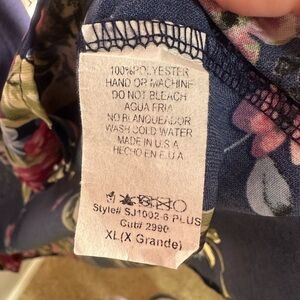 100%POLYESTER
HAND OR MACHINE
DO NOT BLEACH
AGUA FRIA
NO BLANQUEADOR
WASH COLD WATER
MADE IN U.S.A
HECHO EN E.U.A
Style# SJ1002-6 PLUS
Cut# 2990
XL(X Grande)